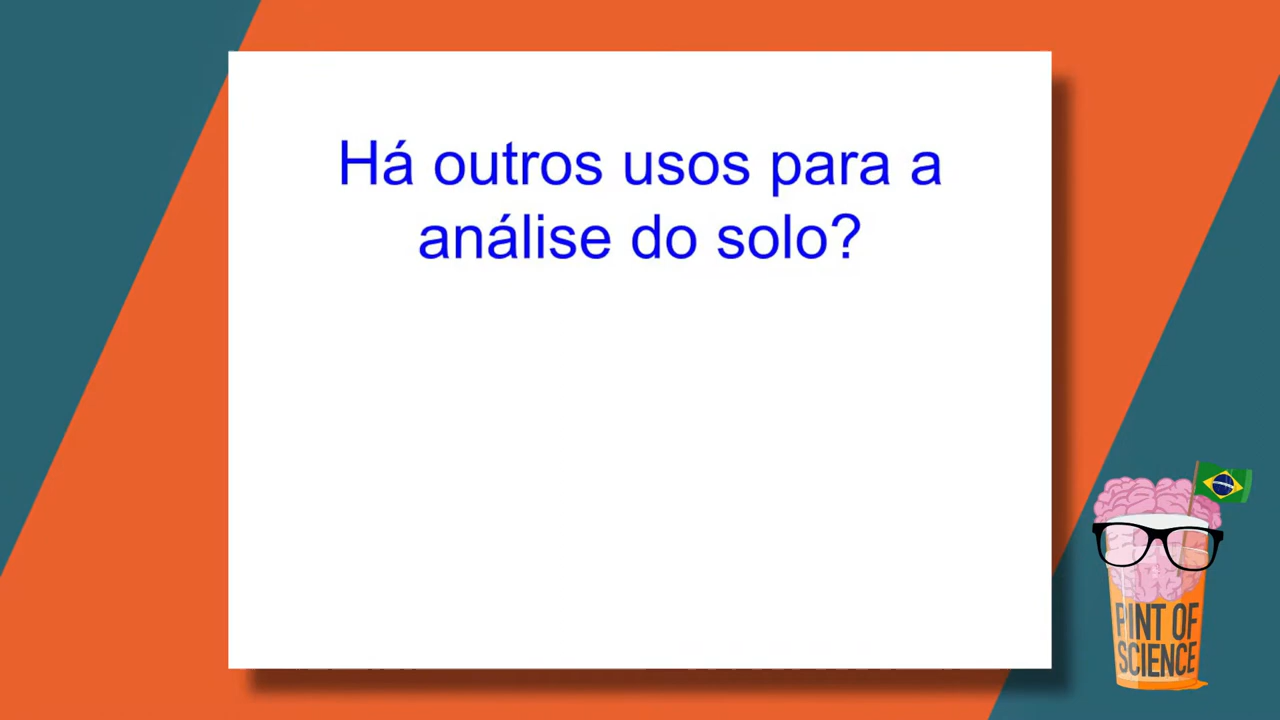 Há outros usos para a
análise do solo?
PINT OF
SCIENCE